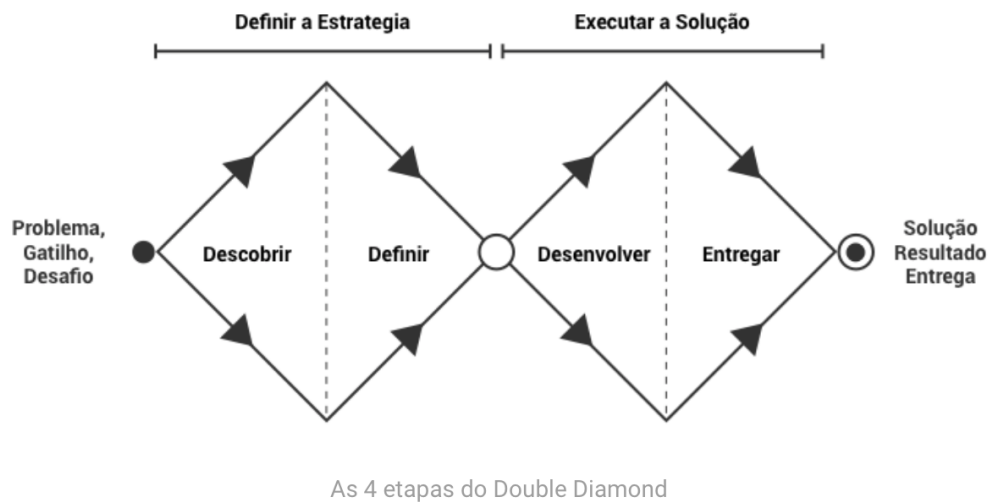 Definir a Estrategia
Executar a Solução
Problema,
Gatilho,
Desafio
Descobrir
Definir
Desenvolver
Entregar
Solução
Resultado
Entrega
As 4 etapas do Double Diamond